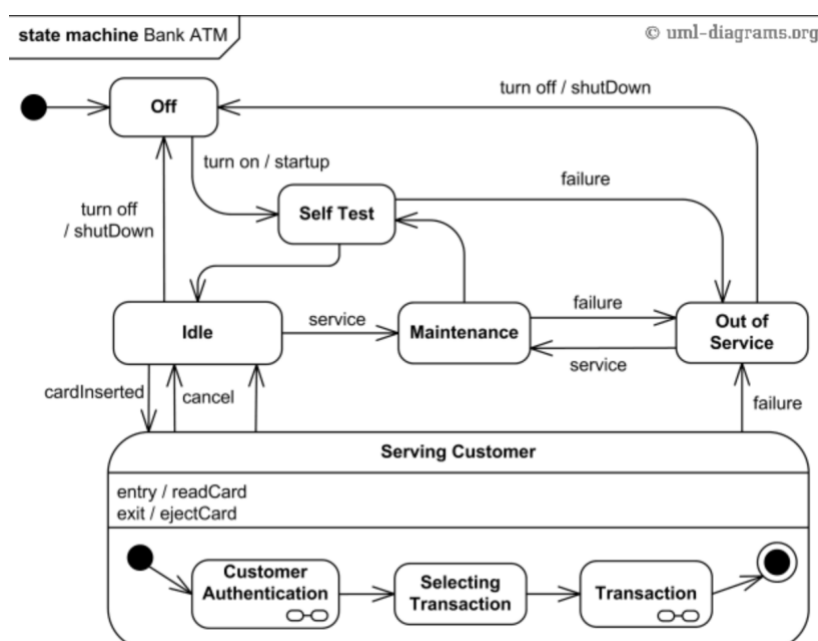 state machine Bank ATM
© uml-diagrams.org
turn off / shutDown
Off
turn on / startup
failure
Self Test
turn off
/ shutDown
Idle
service
Maintenance
failure
service
Out of
Service
cardInserted
cancel
failure
Serving Customer
entry / readCard
exit / ejectCard
Customer
Authentication
Selecting
Transaction
Transaction